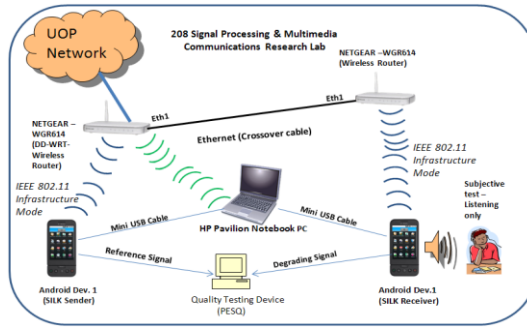 UOP
Network
208 Signal Processing & Multimedia
Communications Research Lab
NETGEAR –WGR614
(Wireless Router)
Eth1
Eth1
NETGEAR –
WGR614
(DD-WRT-
Wireless
Router)
Ethernet (Crossover cable)
IEEE 802.11
Infrastructure
Mode
IEEE 802.11
Infrastructure
Mode
Subjective
test –
Listening
only
Mini USB Cable
Mini USB Cable
HP Pavilion Notebook PC
Reference Signal
Degrading Signal
Android Dev. 1
(SILK Sender)
Quality Testing Device
(PESQ)
Android Dev.1
(SILK Receiver)